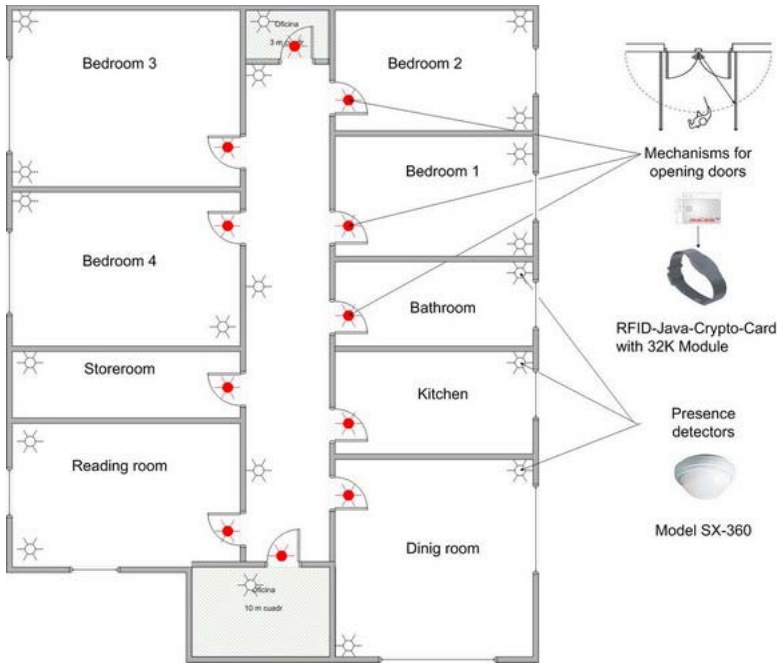 Oficina
3 m cuadr
Bedroom 3
Bedroom 2
Bedroom 1
Bedroom 4
Bathroom
Storeroom
Kitchen
Reading room
Dinig room
Oficina
10 m cuadr
Mechanisms for
opening doors
JavaCards™
RFID-Java-Crypto-Card
with 32K Module
Presence
detectors
Model SX-360